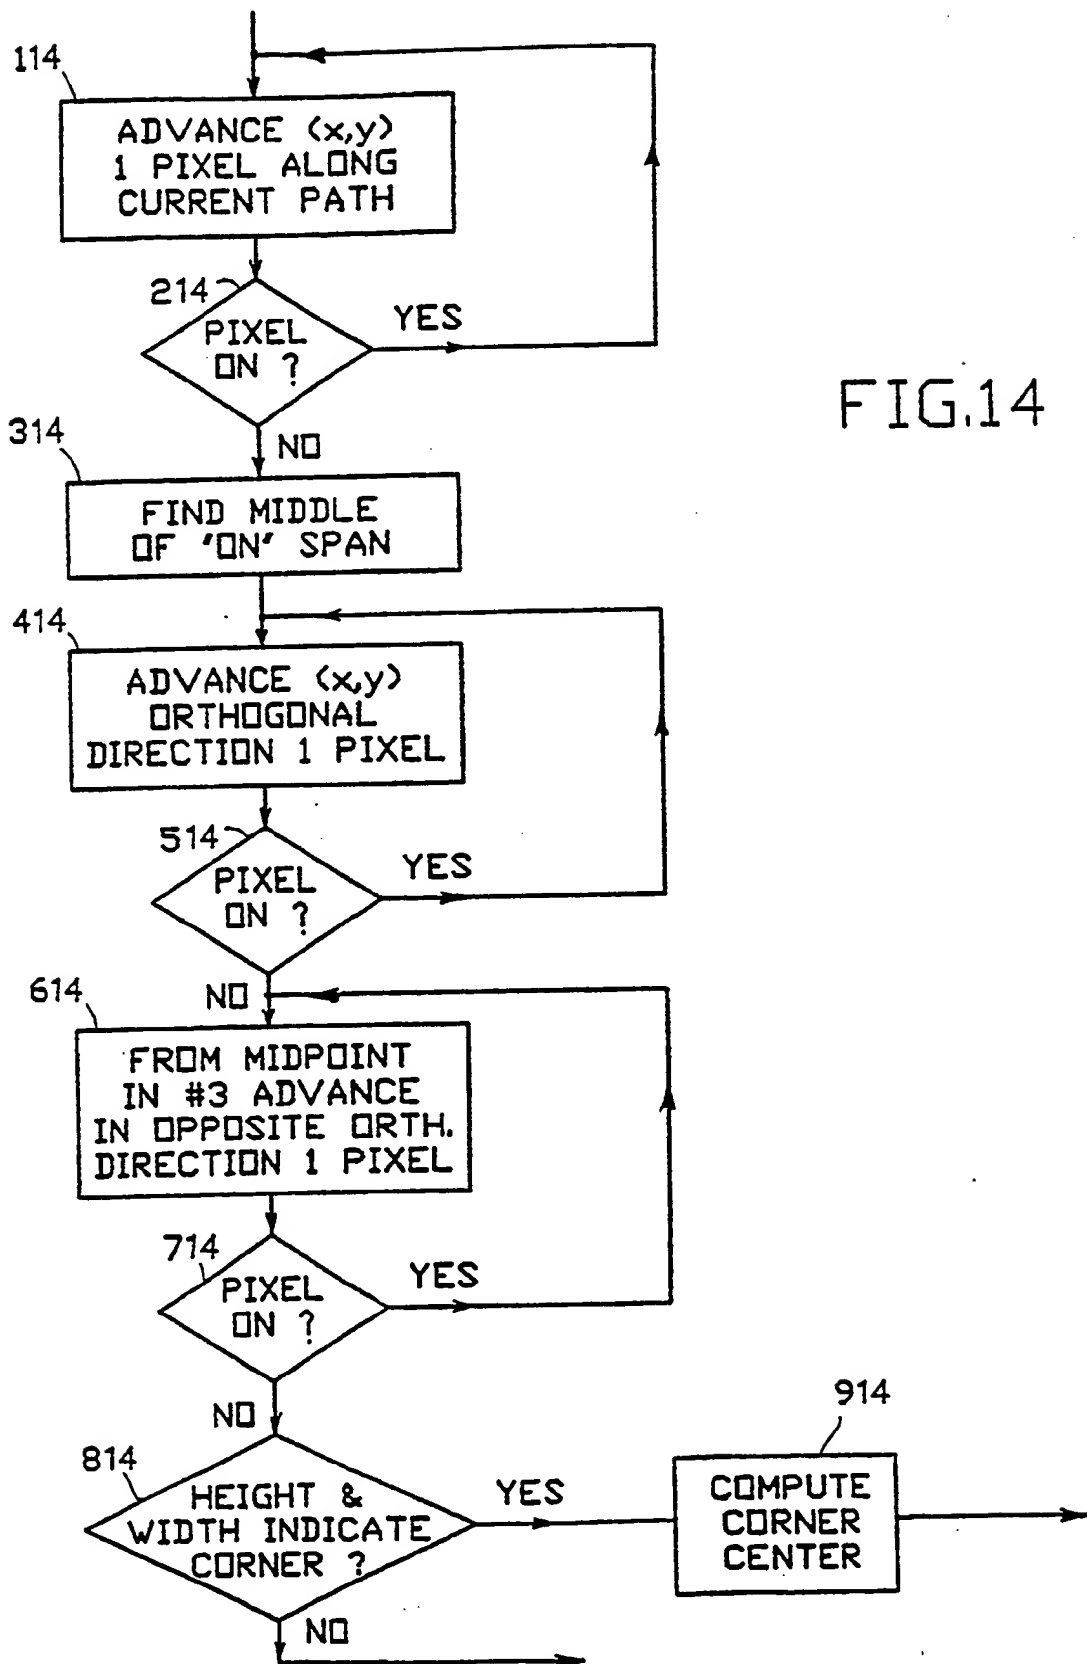 114
ADVANCE (x,y)
1 PIXEL ALONG
CURRENT PATH
214
PIXEL
ON ?
YES
FIG.14
NO
314
FIND MIDDLE
OF 'ON' SPAN
414
ADVANCE (x,y)
ORTHOGONAL
DIRECTION 1 PIXEL
514
PIXEL
ON ?
YES
NO
614
FROM MIDPOINT
IN #3 ADVANCE
IN OPPOSITE ORTH.
DIRECTION 1 PIXEL
714
PIXEL
ON ?
YES
NO
814
HEIGHT &
WIDTH INDICATE
CORNER ?
YES
914
COMPUTE
CORNER
CENTER
NO